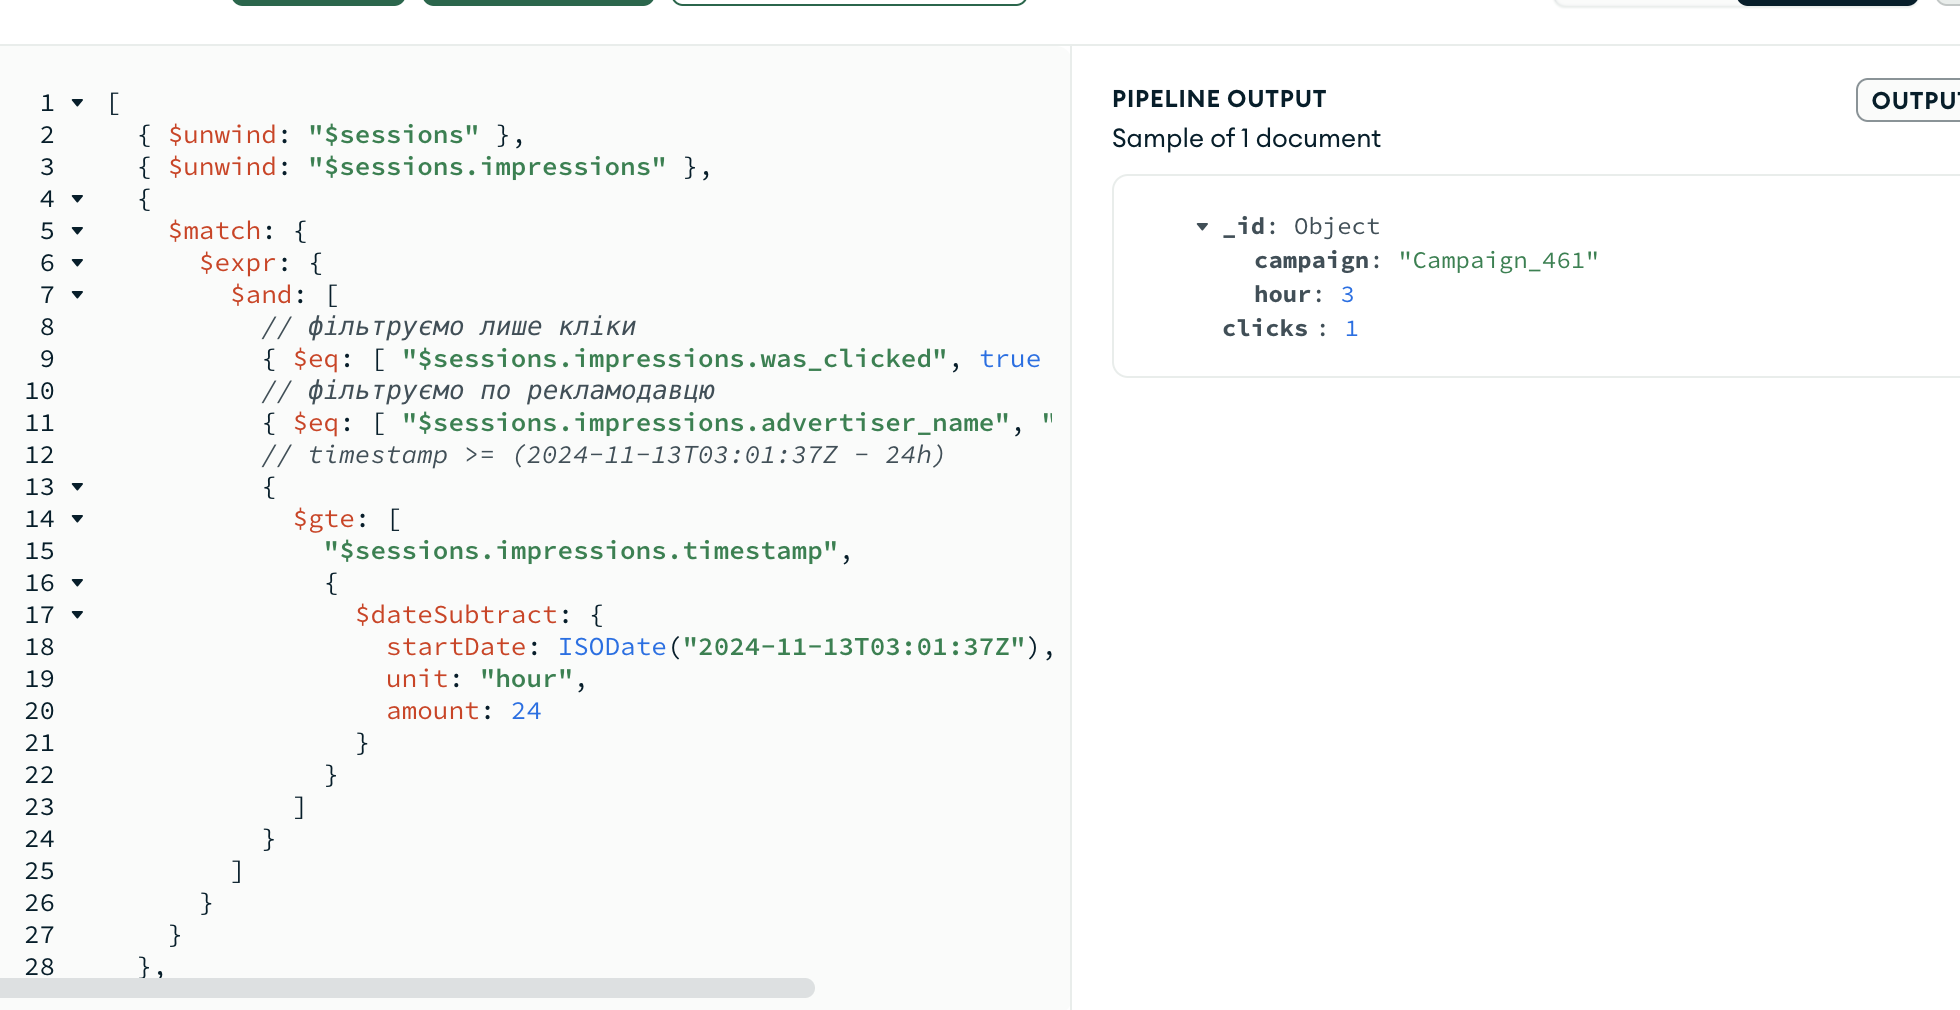 1 [
2 { $unwind: "$sessions" },
3 { $unwind: "$sessions.impressions" },
4 {
5 $match: {
6 $expr: {
7 $and: [
8 // фільтруємо лише кліки
9 { $eq: [ "$sessions.impressions.was_clicked", true
10 // фільтруємо по рекламодавцю
11 { $eq: [ "$sessions.impressions.advertiser_name", "
12 // timestamp >= (2024-11-13T03:01:37Z - 24h)
13 {
14 $gte: [
15 "$sessions.impressions.timestamp",
16 {
17 $dateSubtract: {
18 startDate: ISODate("2024-11-13T03:01:37Z"),
19 unit: "hour",
20 amount: 24
21 }
22 }
23 ]
24 }
25 ]
26 }
27 }
28 },
PIPELINE OUTPUT
OUTPU
Sample of 1 document
_id: Object
campaign: "Campaign_461"
hour: 3
clicks : 1